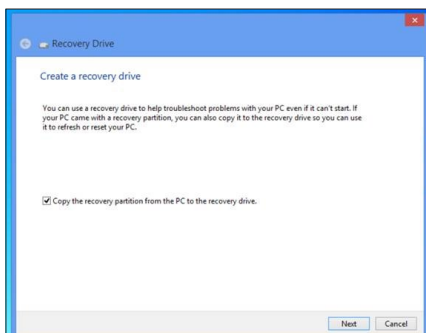 Recovery Drive
Create a recovery drive
You can use a recovery drive to help troubleshoot problems with your PC even if it can't start. If
your PC came with a recovery partition, you can also copy it to the recovery drive so you can use
it to refresh or reset your PC.
Copy the recovery partition from the PC to the recovery drive.
Next Cancel